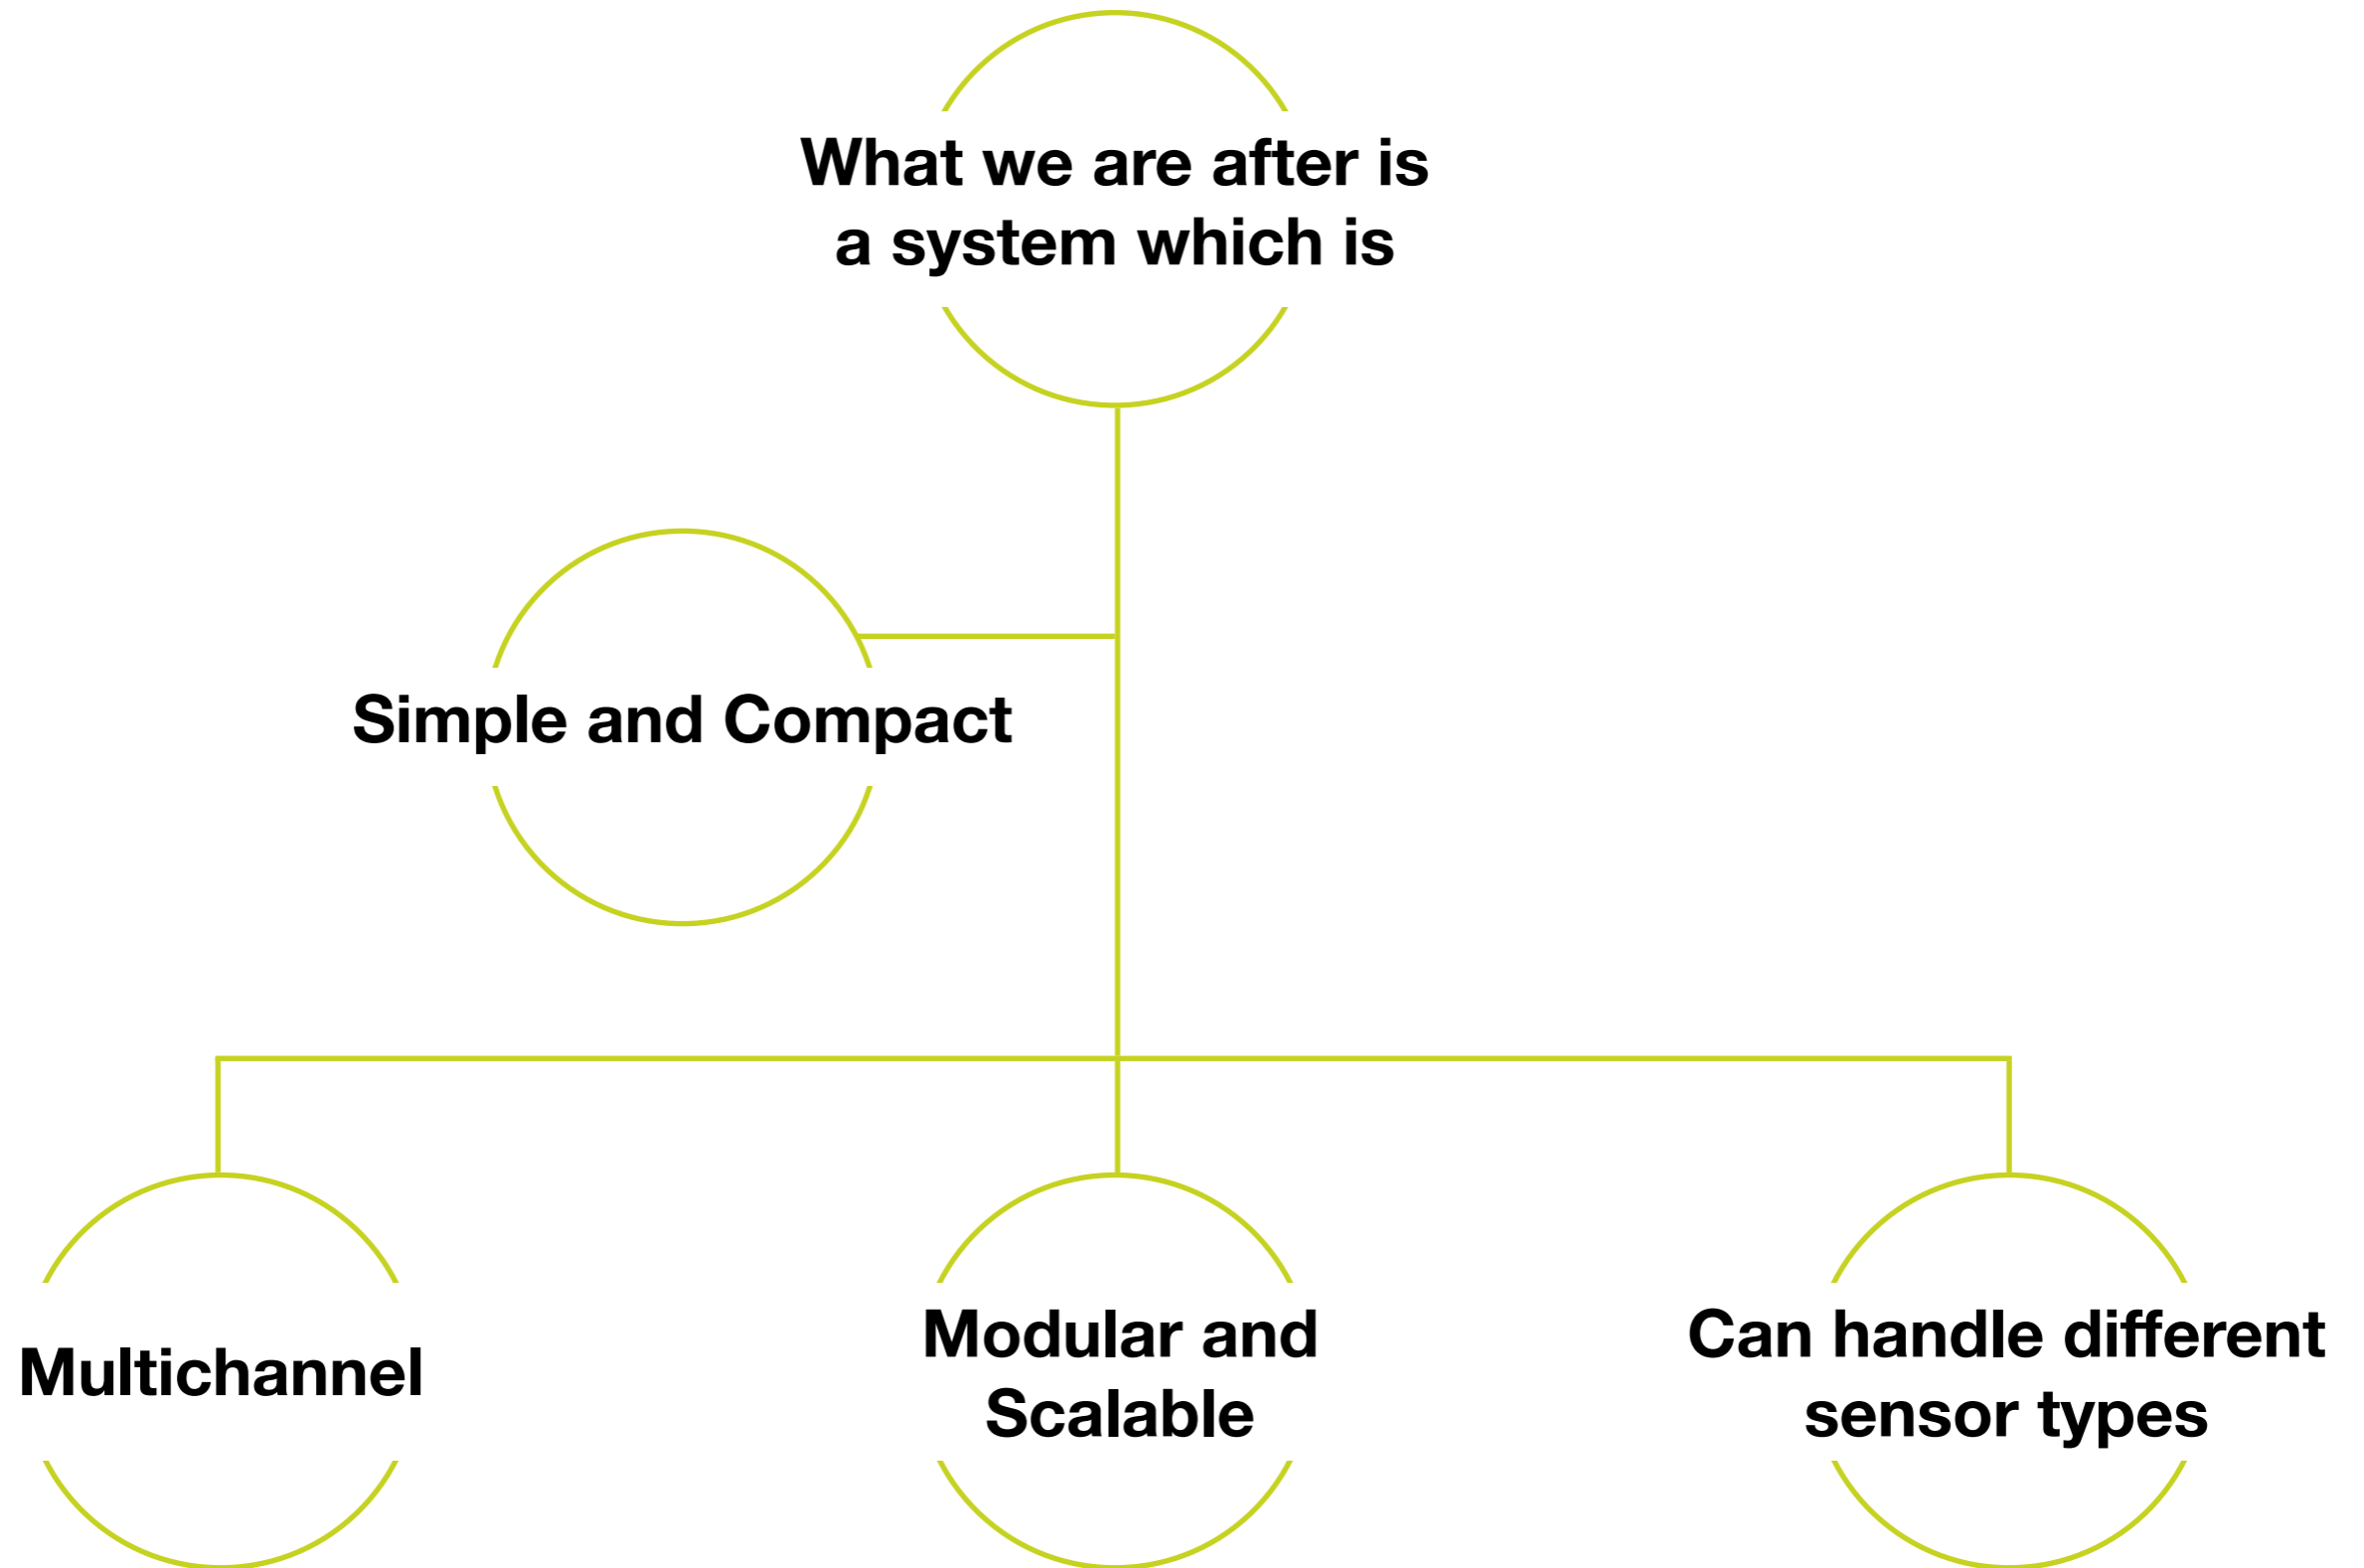 What we are after is
a system which is
Simple and Compact
Multichannel
Modular and
Scalable
Can handle different
sensor types